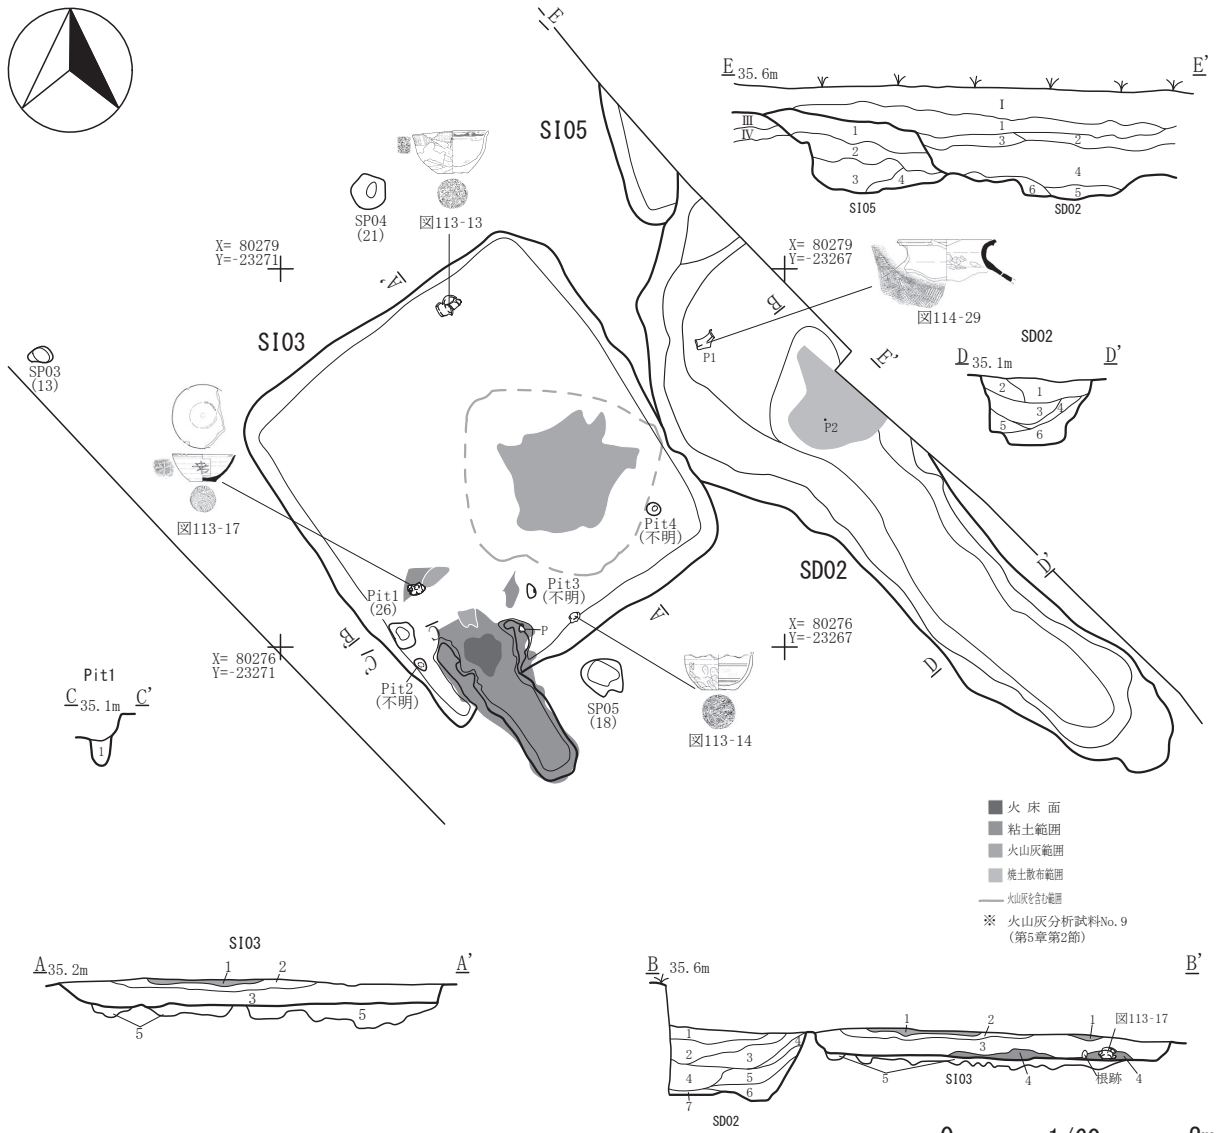 E
E 35.6m E'
I
III
IV
1
1
2
3
2
3
4
4
6
5
SI05
SD02
SI05
SP04
(21)
図113-13
X= 80279
Y=-23271
X= 80279
Y=-23267
A'
B
SI03
図114-29
P1
E'
SD02
D 35.1m D'
2
1
3
4
5
6
SP03
(13)
P2
図113-17
Pit4
(不明)
SD02
D'
Pit3
(不明)
Pit1
(26)
P
A
B'
C
C'
X= 80276
Y=-23271
X= 80276
Y=-23267
D
Pit2
(不明)
SP05
(18)
図113-14
Pit1
C 35.1m C'
1
火床面
粘土範囲
火山灰範囲
焼土散布範囲
火山灰を含む範囲
※ 火山灰分析試料No.9
(第5章第2節)
SI03
A 35.2m A'
1
2
3
5
5
B 35.6m B'
1
2
3
4
4
5
6
7
SD02
1
2
1
図113-17
3
5
SI03
4
根跡
4